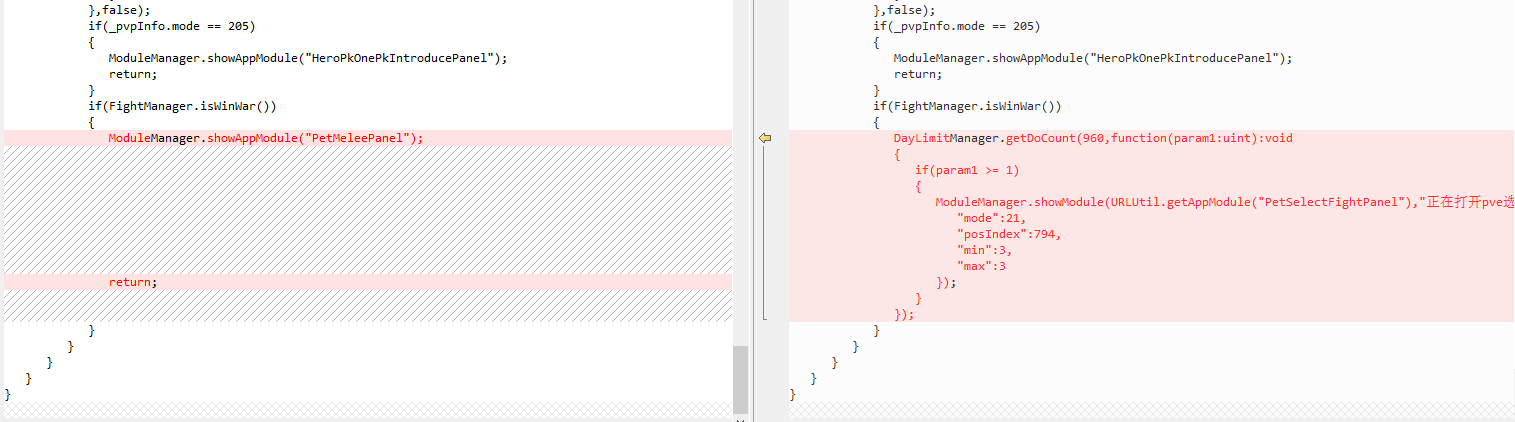 },false);
if(_pvpInfo.mode == 205)
{
ModuleManager.showAppModule("HeroPkOnePkIntroducePanel");
return;
}
if(FightManager.isWinWar())
{
ModuleManager.showAppModule("PetMeleePanel");
return;
}
}
}
}
}
},false);
if(_pvpInfo.mode == 205)
{
ModuleManager.showAppModule("HeroPkOnePkIntroducePanel");
return;
}
if(FightManager.isWinWar())
{
DayLimitManager.getDoCount(960,function(param1:uint):void
{
if(param1 >= 1)
{
ModuleManager.showModule(URLUtil.getAppModule("PetSelectFightPanel"),"正在打开pve选
"mode":21,
"posIndex":794,
"min":3,
"max":3
});
}
});
}
}
}
}
}